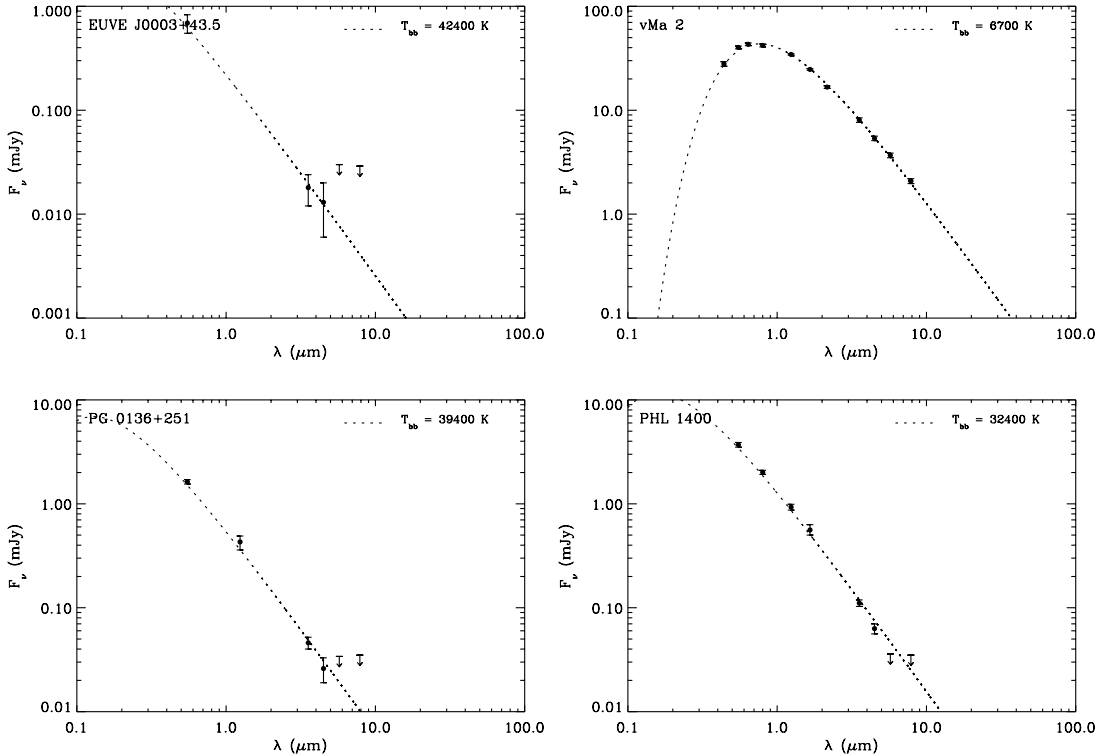 EUVE J0003+43.5
T_bb = 42400 K
1.000
0.100
0.010
0.001
F_ν (mJy)
0.1 1.0 10.0 100.0
λ (μm)
vMa 2
T_bb = 6700 K
100.0
10.0
1.0
0.1
F_ν (mJy)
0.1 1.0 10.0 100.0
λ (μm)
PG 0136+251
T_bb = 39400 K
10.00
1.00
0.10
0.01
F_ν (mJy)
0.1 1.0 10.0 100.0
λ (μm)
PHL 1400
T_bb = 32400 K
10.00
1.00
0.10
0.01
F_ν (mJy)
0.1 1.0 10.0 100.0
λ (μm)